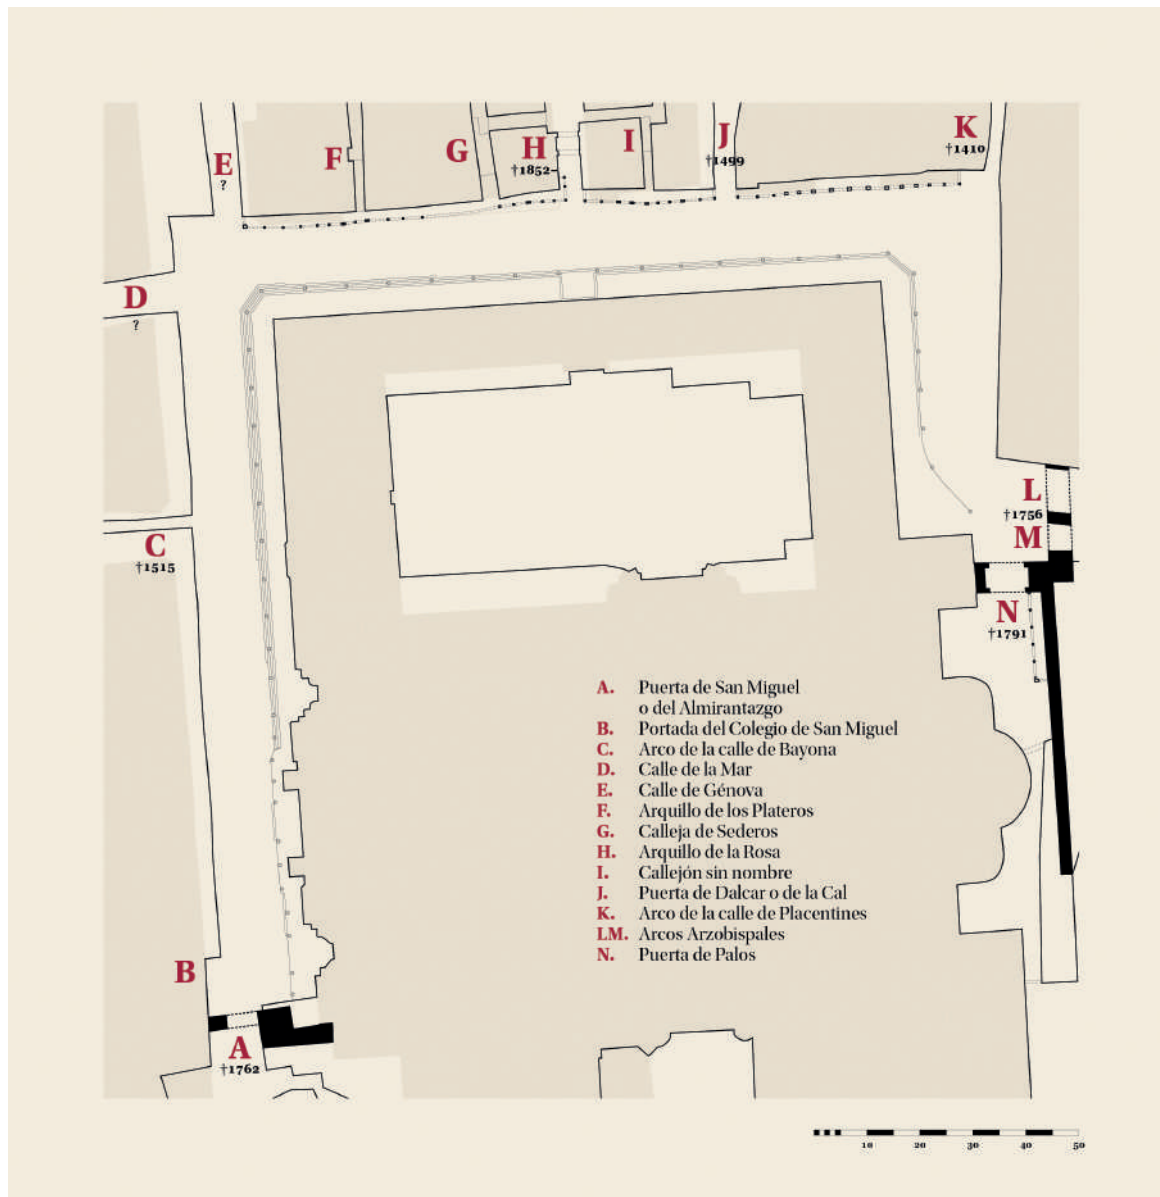 K
†1410
J
†1499
I
H
†1852
G
F
E
?
D
?
L
†1756
M
C
†1515
N
†1791
A. Puerta de San Miguel
o del Almirantazgo
B. Portada del Colegio de San Miguel
C. Arco de la calle de Bayona
D. Calle de la Mar
E. Calle de Génova
F. Arquillo de los Plateros
G. Calleja de Sederos
H. Arquillo de la Rosa
I. Callejón sin nombre
J. Puerta de Dalcar o de la Cal
K. Arco de la calle de Placentines
LM. Arcos Arzobispales
N. Puerta de Palos
B
A
†1762
10 20 30 40 50